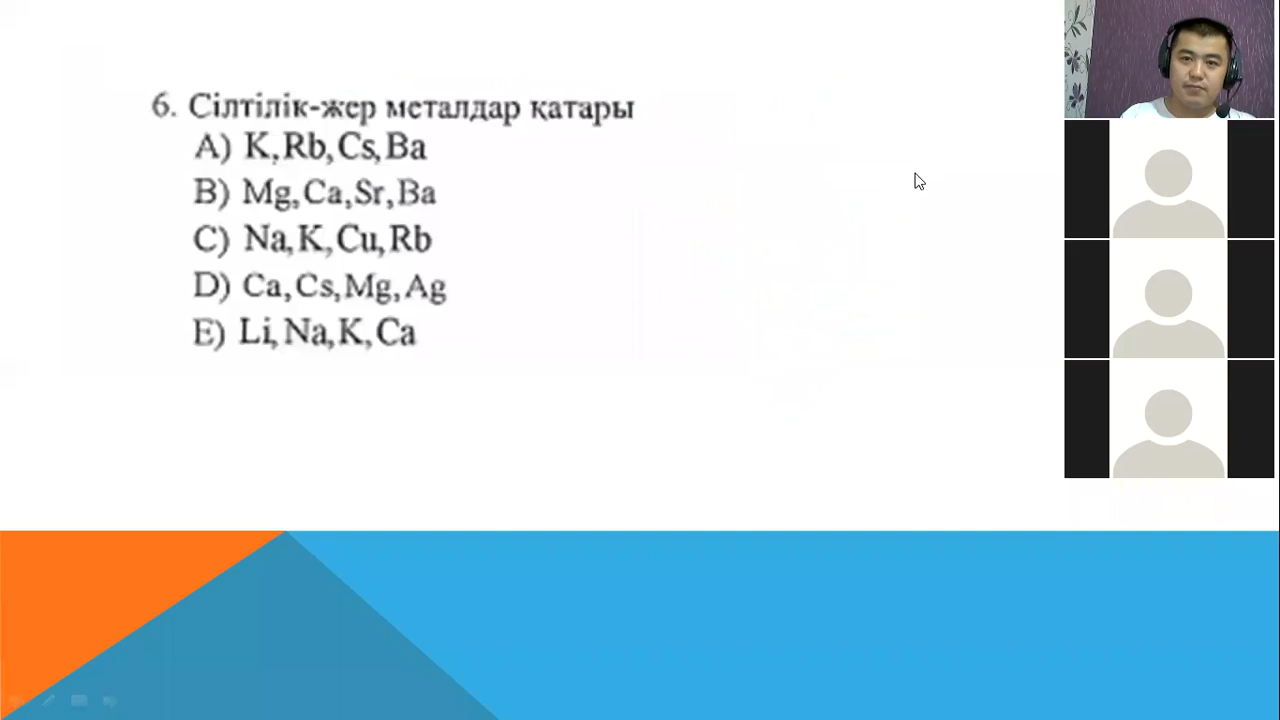 6. Сілтілік-жер металдар қатары
A) K,Rb,Cs,Ba
B) Mg,Ca,Sr,Ba
C) Na,K,Cu,Rb
D) Ca,Cs,Mg,Ag
E) Li,Na,K,Ca